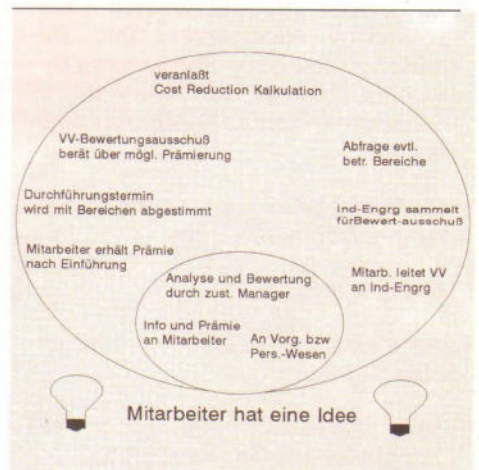 veranlaßt
Cost Reduction Kalkulation
VV-Bewertungsausschuß
berät über mögl. Prämierung
Abfrage evtl.
betr. Bereiche
Durchführungstermin
wird mit Bereichen abgestimmt
Ind-Engrg sammelt
fürBewert-ausschuß
Mitarbeiter erhält Prämie
nach Einführung
Mitarb. leitet VV
an Ind-Engrg
Analyse und Bewertung
durch zust. Manager
Info und Prämie
an Mitarbeiter
An Vorg. bzw
Pers.-Wesen
Mitarbeiter hat eine Idee